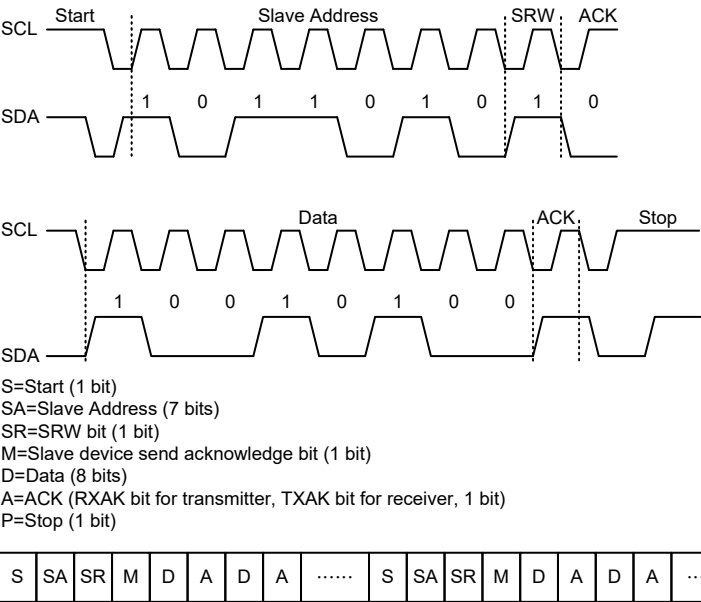 Start Slave Address SRW ACK
SCL
1 0 1 1 0 1 0 1 0
SDA
Data ACK Stop
SCL
1 0 0 1 0 1 0 0
SDA
S=Start (1 bit)
SA=Slave Address (7 bits)
SR=SRW bit (1 bit)
M=Slave device send acknowledge bit (1 bit)
D=Data (8 bits)
A=ACK (RXAK bit for transmitter, TXAK bit for receiver, 1 bit)
P=Stop (1 bit)
S SA SR M D A D A ······ S SA SR M D A D A ···